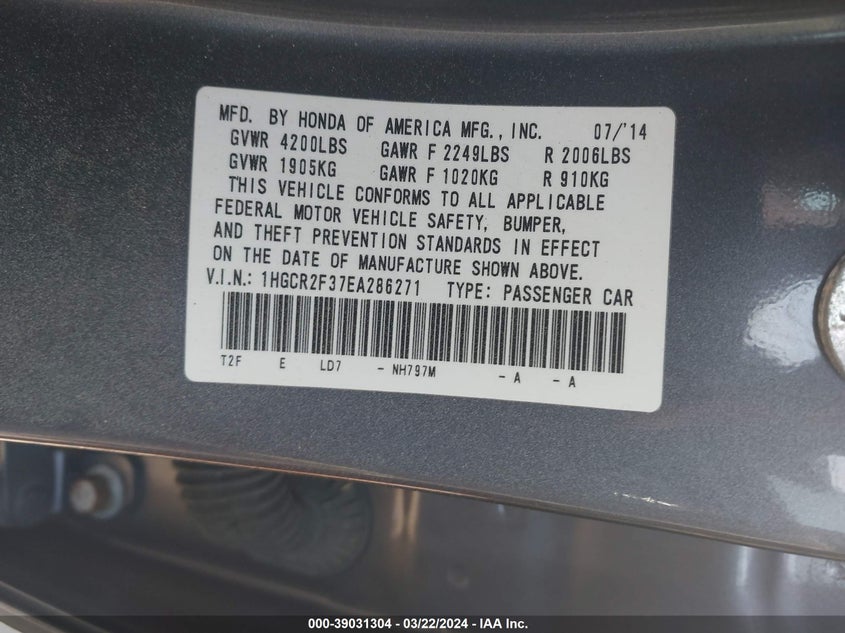 MFD. BY HONDA OF AMERICA MFG., INC. 07/'14
GVWR 4200LBS GAWR F 2249LBS R 2006LBS
GVWR 1905KG GAWR F 1020KG R 910KG
THIS VEHICLE CONFORMS TO ALL APPLICABLE
FEDERAL MOTOR VEHICLE SAFETY, BUMPER,
AND THEFT PREVENTION STANDARDS IN EFFECT
ON THE DATE OF MANUFACTURE SHOWN ABOVE.
V.I.N.: 1HGCR2F37EA286271 TYPE: PASSENGER CAR
T2F E LD7 - NH797M - A - A
000-39031304 - 03/22/2024 - IAA Inc.